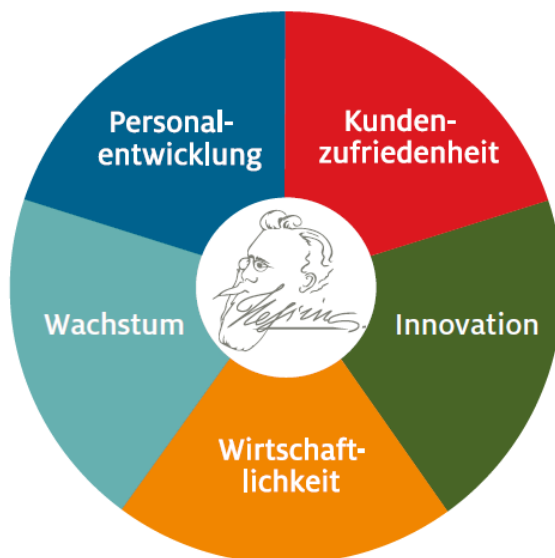 Personal-
entwicklung
Kunden-
zufriedenheit
Wachstum
Innovation
Wirtschaft-
lichkeit